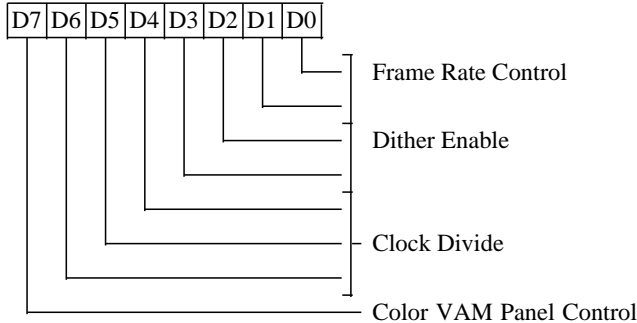 D7 D6 D5 D4 D3 D2 D1 D0
Frame Rate Control
Dither Enable
Clock Divide
Color VAM Panel Control